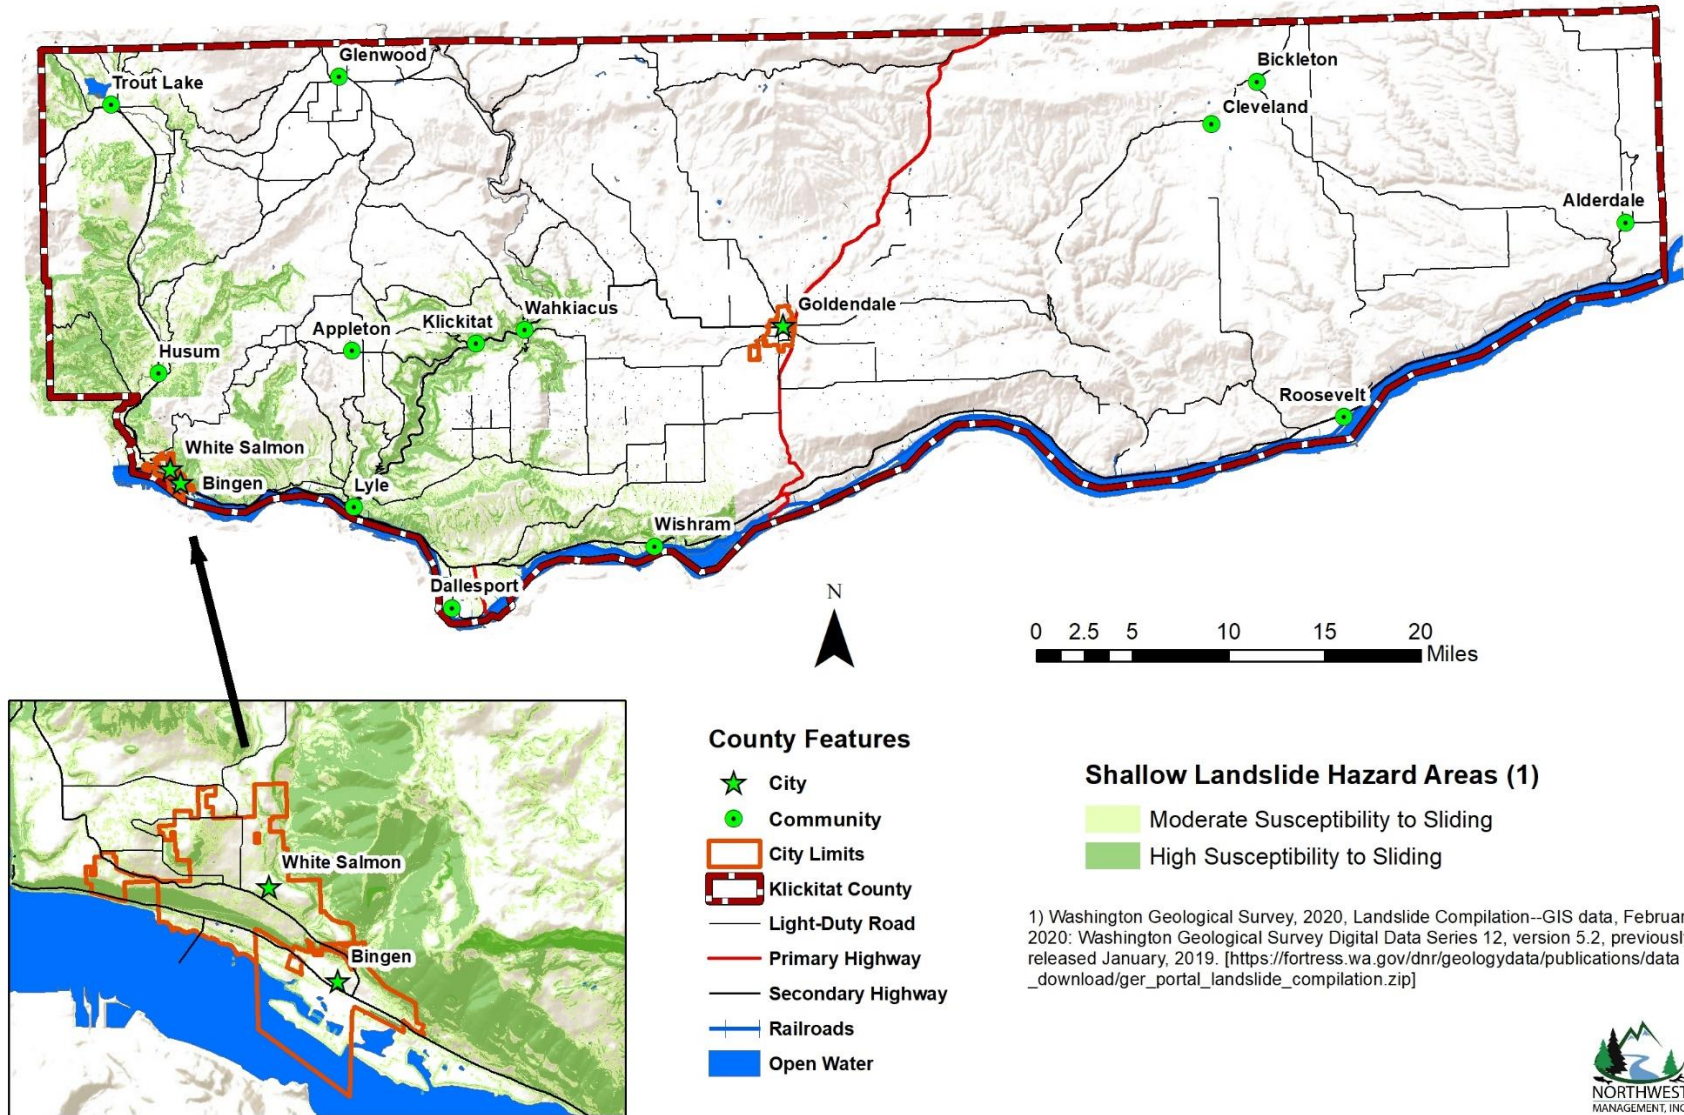 Glenwood
Trout Lake
Bickleton
Cleveland
Alderdale
Goldendale
Wahkiacus
Klickitat
Appleton
Husum
Roosevelt
White Salmon
Bingen
Lyle
Wishram
Dallesport
N
0 2.5 5 10 15 20
Miles
White Salmon
Bingen
County Features
City
Community
City Limits
Klickitat County
Light-Duty Road
Primary Highway
Secondary Highway
Railroads
Open Water
Shallow Landslide Hazard Areas (1)
Moderate Susceptibility to Sliding
High Susceptibility to Sliding
1) Washington Geological Survey, 2020, Landslide Compilation--GIS data, Februar
2020: Washington Geological Survey Digital Data Series 12, version 5.2, previousl
released January, 2019. [https://fortress.wa.gov/dnr/geologydata/publications/data
_download/ger_portal_landslide_compilation.zip]
NORTHWEST
MANAGEMENT, INC